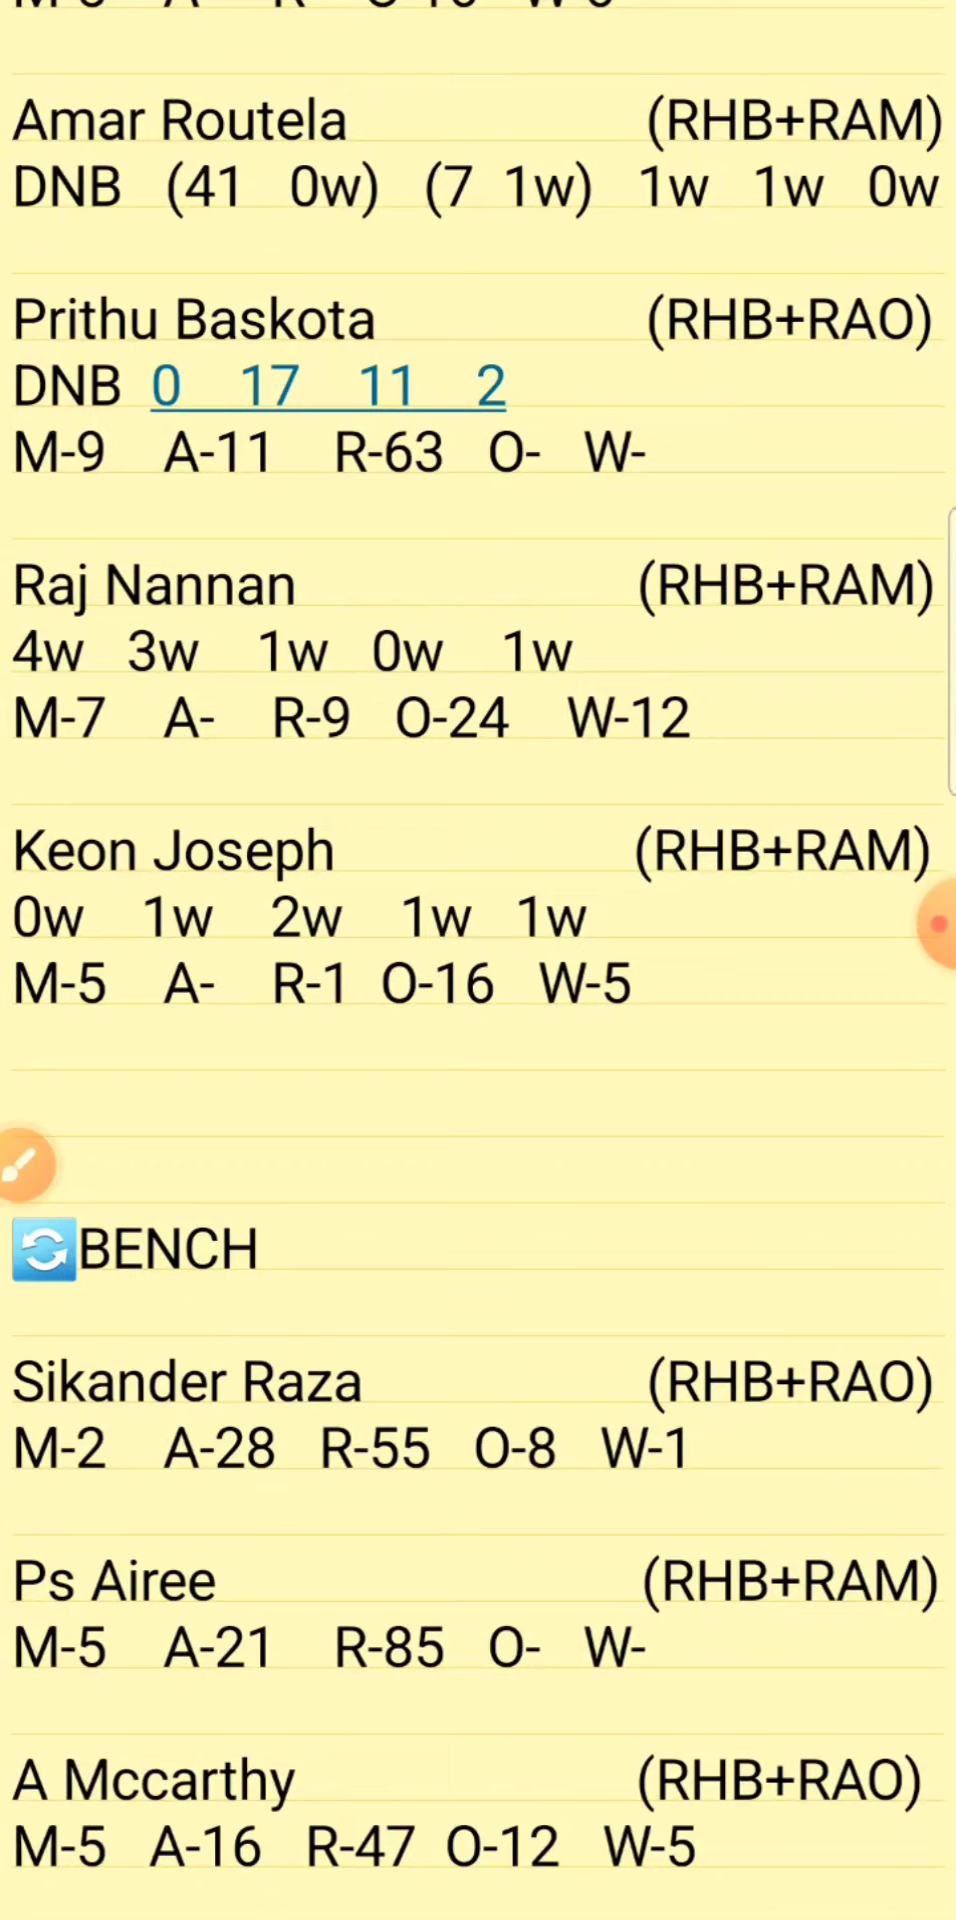 Amar Routela (RHB+RAM)
DNB (41 0w) (7 1w) 1w 1w 0w
Prithu Baskota (RHB+RAO)
DNB 0 17 11 2
M-9 A-11 R-63 O- W-
Raj Nannan (RHB+RAM)
4w 3w 1w 0w 1w
M-7 A- R-9 O-24 W-12
Keon Joseph (RHB+RAM)
0w 1w 2w 1w 1w
M-5 A- R-1 O-16 W-5
🔄BENCH
Sikander Raza (RHB+RAO)
M-2 A-28 R-55 O-8 W-1
Ps Airee (RHB+RAM)
M-5 A-21 R-85 O- W-
A Mccarthy (RHB+RAO)
M-5 A-16 R-47 O-12 W-5